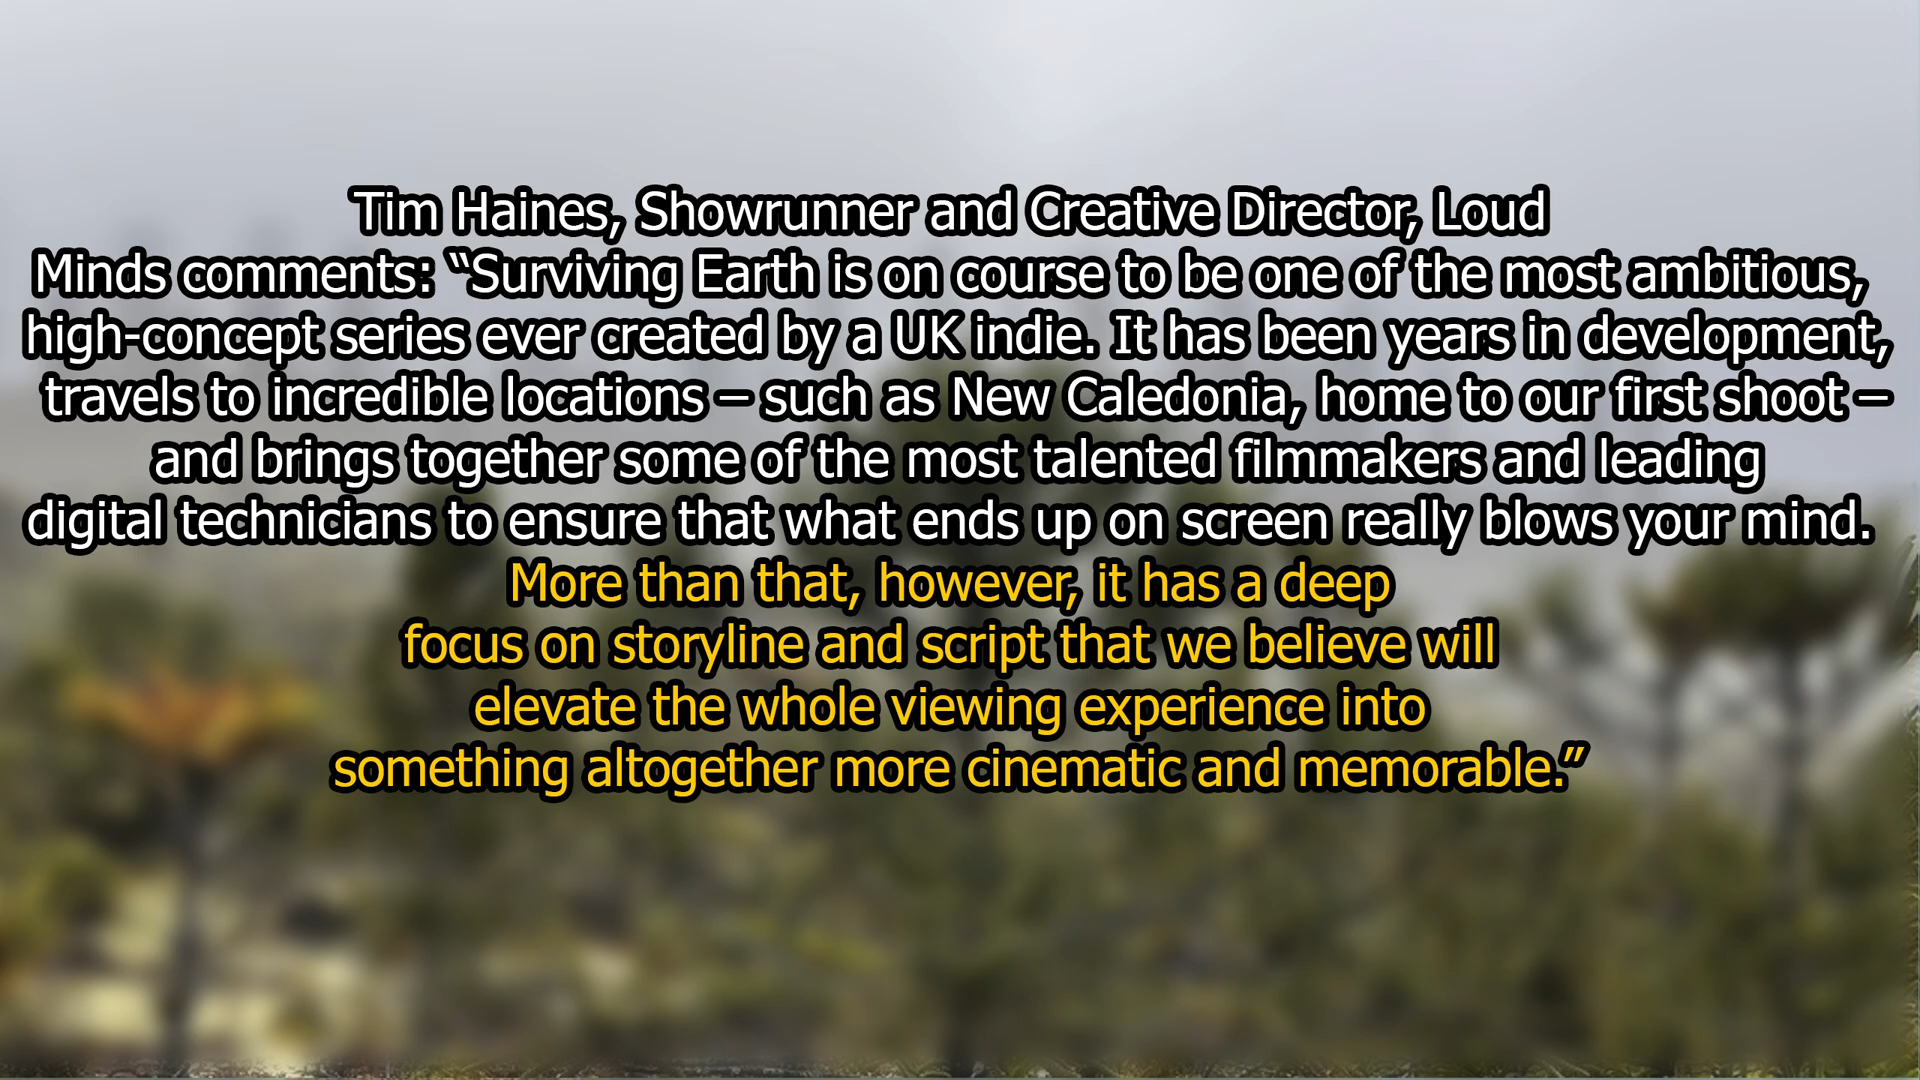 Tim Haines, Showrunner and Creative Director, Loud
Minds comments: “Surviving Earth is on course to be one of the most ambitious,
high-concept series ever created by a UK indie. It has been years in development,
travels to incredible locations – such as New Caledonia, home to our first shoot –
and brings together some of the most talented filmmakers and leading
digital technicians to ensure that what ends up on screen really blows your mind.
More than that, however, it has a deep
focus on storyline and script that we believe will
elevate the whole viewing experience into
something altogether more cinematic and memorable.”